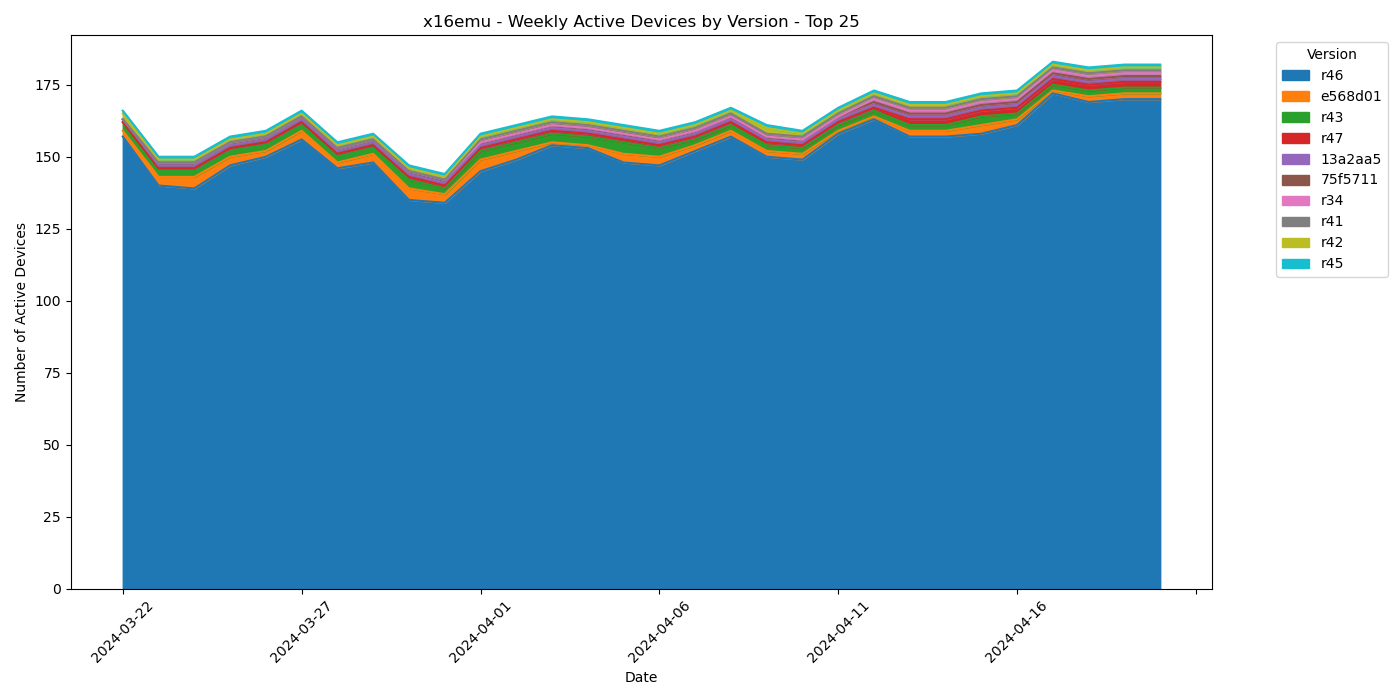 x16emu - Weekly Active Devices by Version - Top 25
Number of Active Devices
175
150
125
100
75
50
25
0
2024-03-22
2024-03-27
2024-04-01
2024-04-06
2024-04-11
2024-04-16
Date
Version
r46
e568d01
r43
r47
13a2aa5
75f5711
r34
r41
r42
r45